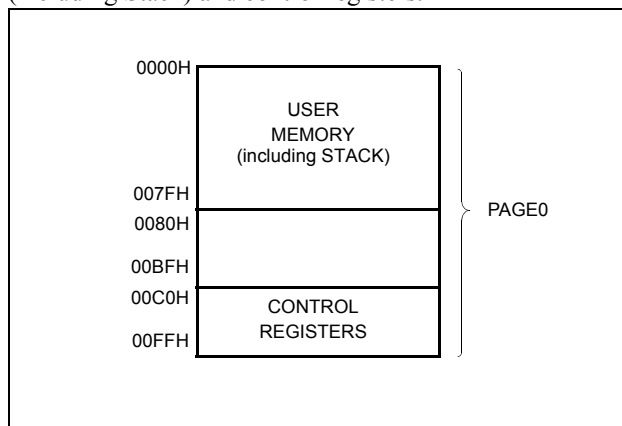 0000H
USER
MEMORY
(including STACK)
007FH
PAGE0
0080H
00BFH
00C0H
CONTROL
REGISTERS
00FFH